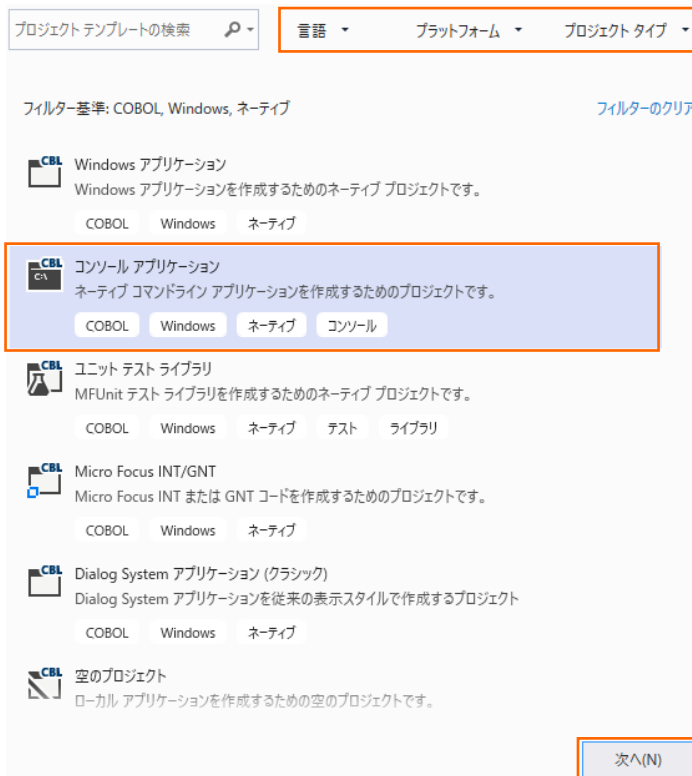 プロジェクト テンプレートの検索 言語 プラットフォーム プロジェクト タイプ
フィルター基準: COBOL, Windows, ネイティブ フィルターのクリア
CBL Windows アプリケーション
Windows アプリケーションを作成するためのネーティブ プロジェクトです。
COBOL Windows ネーティブ
CBL コンソール アプリケーション
C:\ ネーティブ コマンドライン アプリケーションを作成するためのプロジェクトです。
COBOL Windows ネーティブ コンソール
CBL ユニット テスト ライブラリ
MFUnit テスト ライブラリを作成するためのネーティブ プロジェクトです。
COBOL Windows ネーティブ テスト ライブラリ
CBL Micro Focus INT/GNT
Micro Focus INT または GNT コードを作成するためのプロジェクトです。
COBOL Windows ネーティブ
CBL Dialog System アプリケーション (クラシック)
Dialog System アプリケーションを従来の表示スタイルで作成するプロジェクト
COBOL Windows ネーティブ
CBL 空のプロジェクト
ローカル アプリケーションを作成するための空のプロジェクトです。
次へ(N)